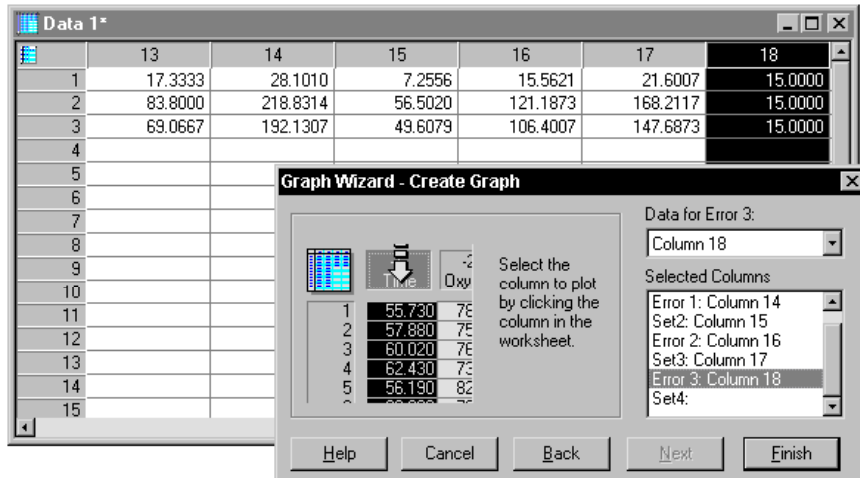 Data 1*
13 14 15 16 17 18
1 17.3333 28.1010 7.2556 15.5621 21.6007 15.0000
2 83.8000 218.8314 56.5020 121.1873 168.2117 15.0000
3 69.0667 192.1307 49.6079 106.4007 147.6873 15.0000
4
5
6
7
8
9
10
11
12
13
14
15
Graph Wizard - Create Graph
Time Oxy
1 55.730 78
2 57.880 75
3 60.020 76
4 62.430 73
5 56.190 82
Select the
column to plot
by clicking the
column in the
worksheet.
Data for Error 3:
Column 18
Selected Columns
Error 1: Column 14
Set2: Column 15
Error 2: Column 16
Set3: Column 17
Error 3: Column 18
Set4:
Help Cancel Back Next Finish